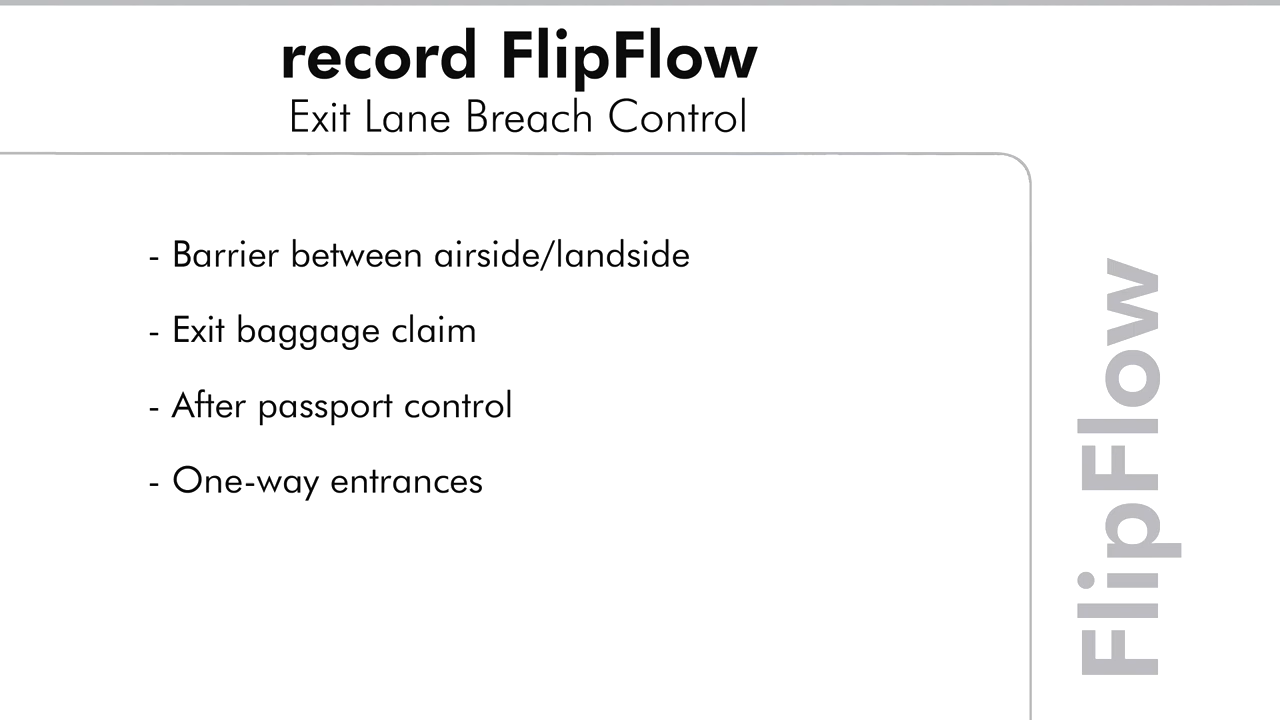 record FlipFlow
Exit Lane Breach Control
- Barrier between airside/landside
- Exit baggage claim
- After passport control
- One-way entrances
FlipFlow